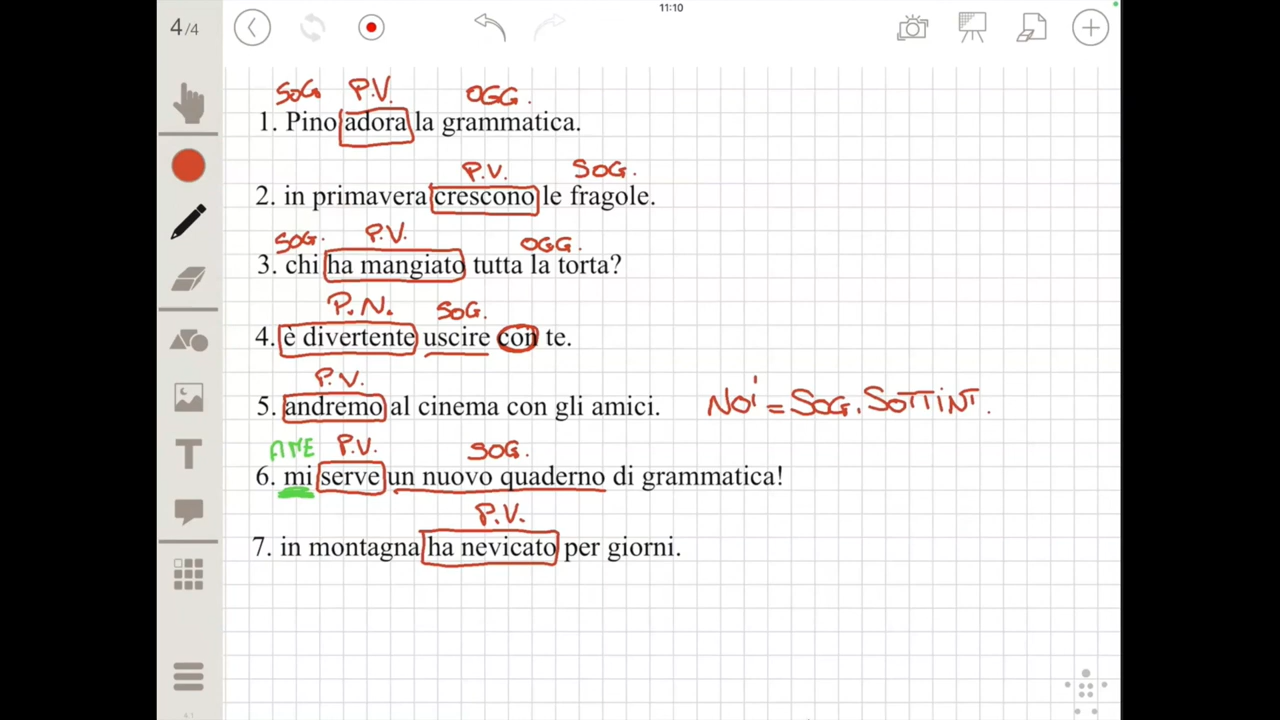 11:10
4/4
SOG. P.V. OGG.
1. Pino adora la grammatica.
P.V. SOG.
2. in primavera crescono le fragole.
SOG. P.V. OGG.
3. chi ha mangiato tutta la torta?
P.N. SOG.
4. è divertente uscire con te.
P.V.
5. andremo al cinema con gli amici. NOi = SOG. SOTTiNT.
A ME P.V. SOG.
6. mi serve un nuovo quaderno di grammatica!
P.V.
7. in montagna ha nevicato per giorni.
T